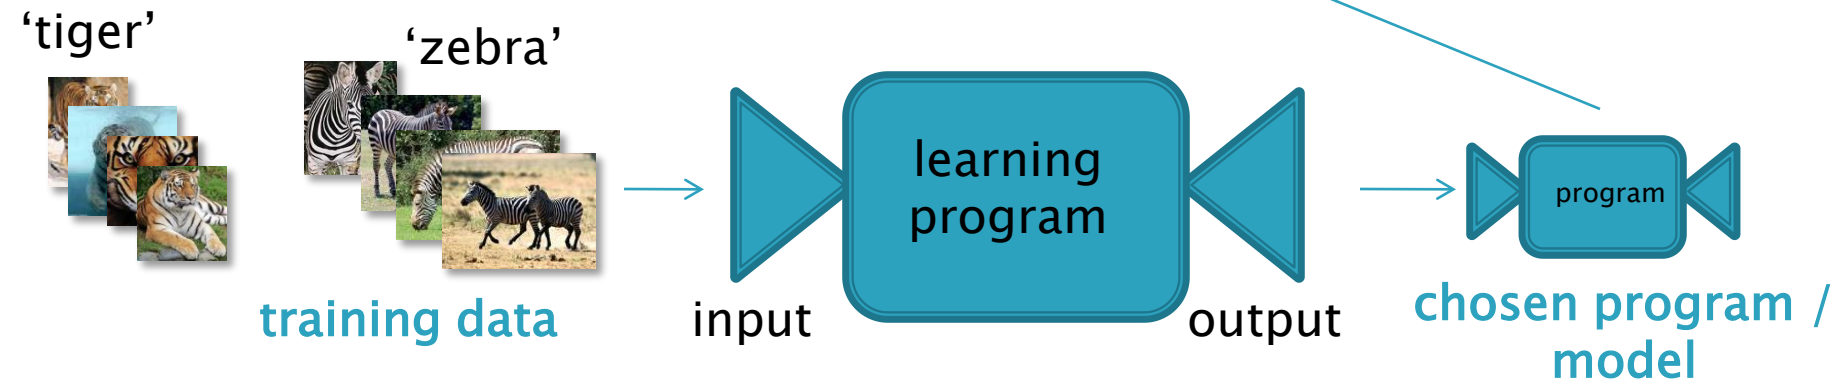 ‘tiger’
‘zebra’
training data
input
learning
program
output
program
chosen program /
model